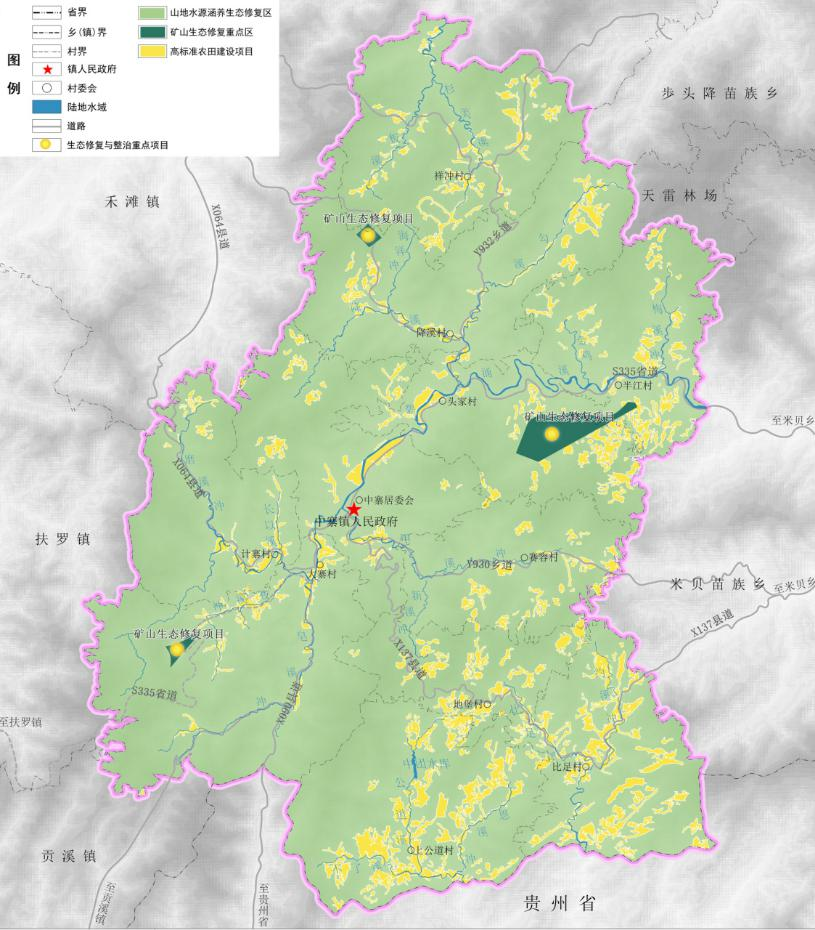 图
例
省界
乡(镇)界
村界
镇人民政府
村委会
陆地水域
道路
生态修复与整治重点项目
山地水源涵养生态修复区
矿山生态修复重点区
高标准农田建设项目
步头降苗族乡
天雷林场
禾滩镇
X064县道
祥冲村
矿山生态修复项目
Y932乡道
隆溪村
S335省道
半江村
头家村
矿山生态修复项目
至米贝乡
X064县道
中寨居委会
中寨镇人民政府
扶罗镇
计寨村
大寨村
Y930乡道
赛容村
米贝苗族乡
至米贝乡
X137县道
矿山生态修复项目
X137县道
S335省道
X090县道
地堡村
至扶罗镇
比足村
上公道村
贡溪镇
至贡溪镇
至贵州省
贵州省